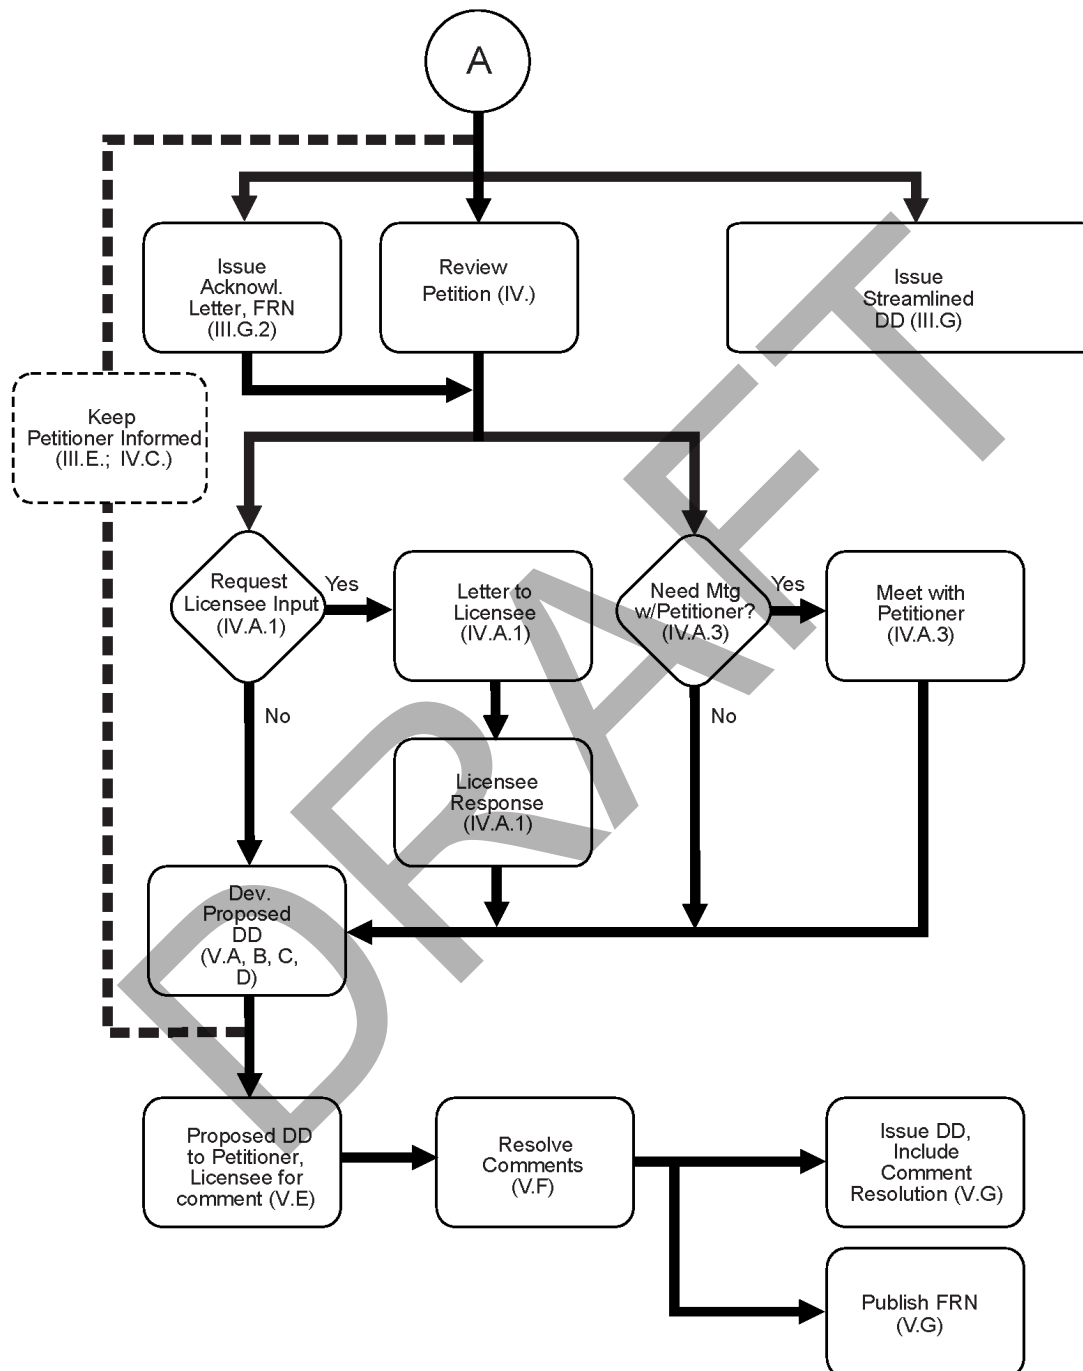 A
Issue
Acknowl.
Letter, FRN
(III.G.2)
Review
Petition (IV.)
Issue
Streamlined
DD (III.G)
Keep
Petitioner Informed
(III.E.; IV.C.)
Request
Licensee Input
(IV.A.1)
Yes
Letter to
Licensee
(IV.A.1)
Need Mtg
w/Petitioner?
(IV.A.3)
Yes
Meet with
Petitioner
(IV.A.3)
No
No
Licensee
Response
(IV.A.1)
Dev.
Proposed
DD
(V.A, B, C,
D)
Proposed DD
to Petitioner,
Licensee for
comment (V.E)
Resolve
Comments
(V.F)
Issue DD,
Include
Comment
Resolution (V.G)
Publish FRN
(V.G)
DRAFT